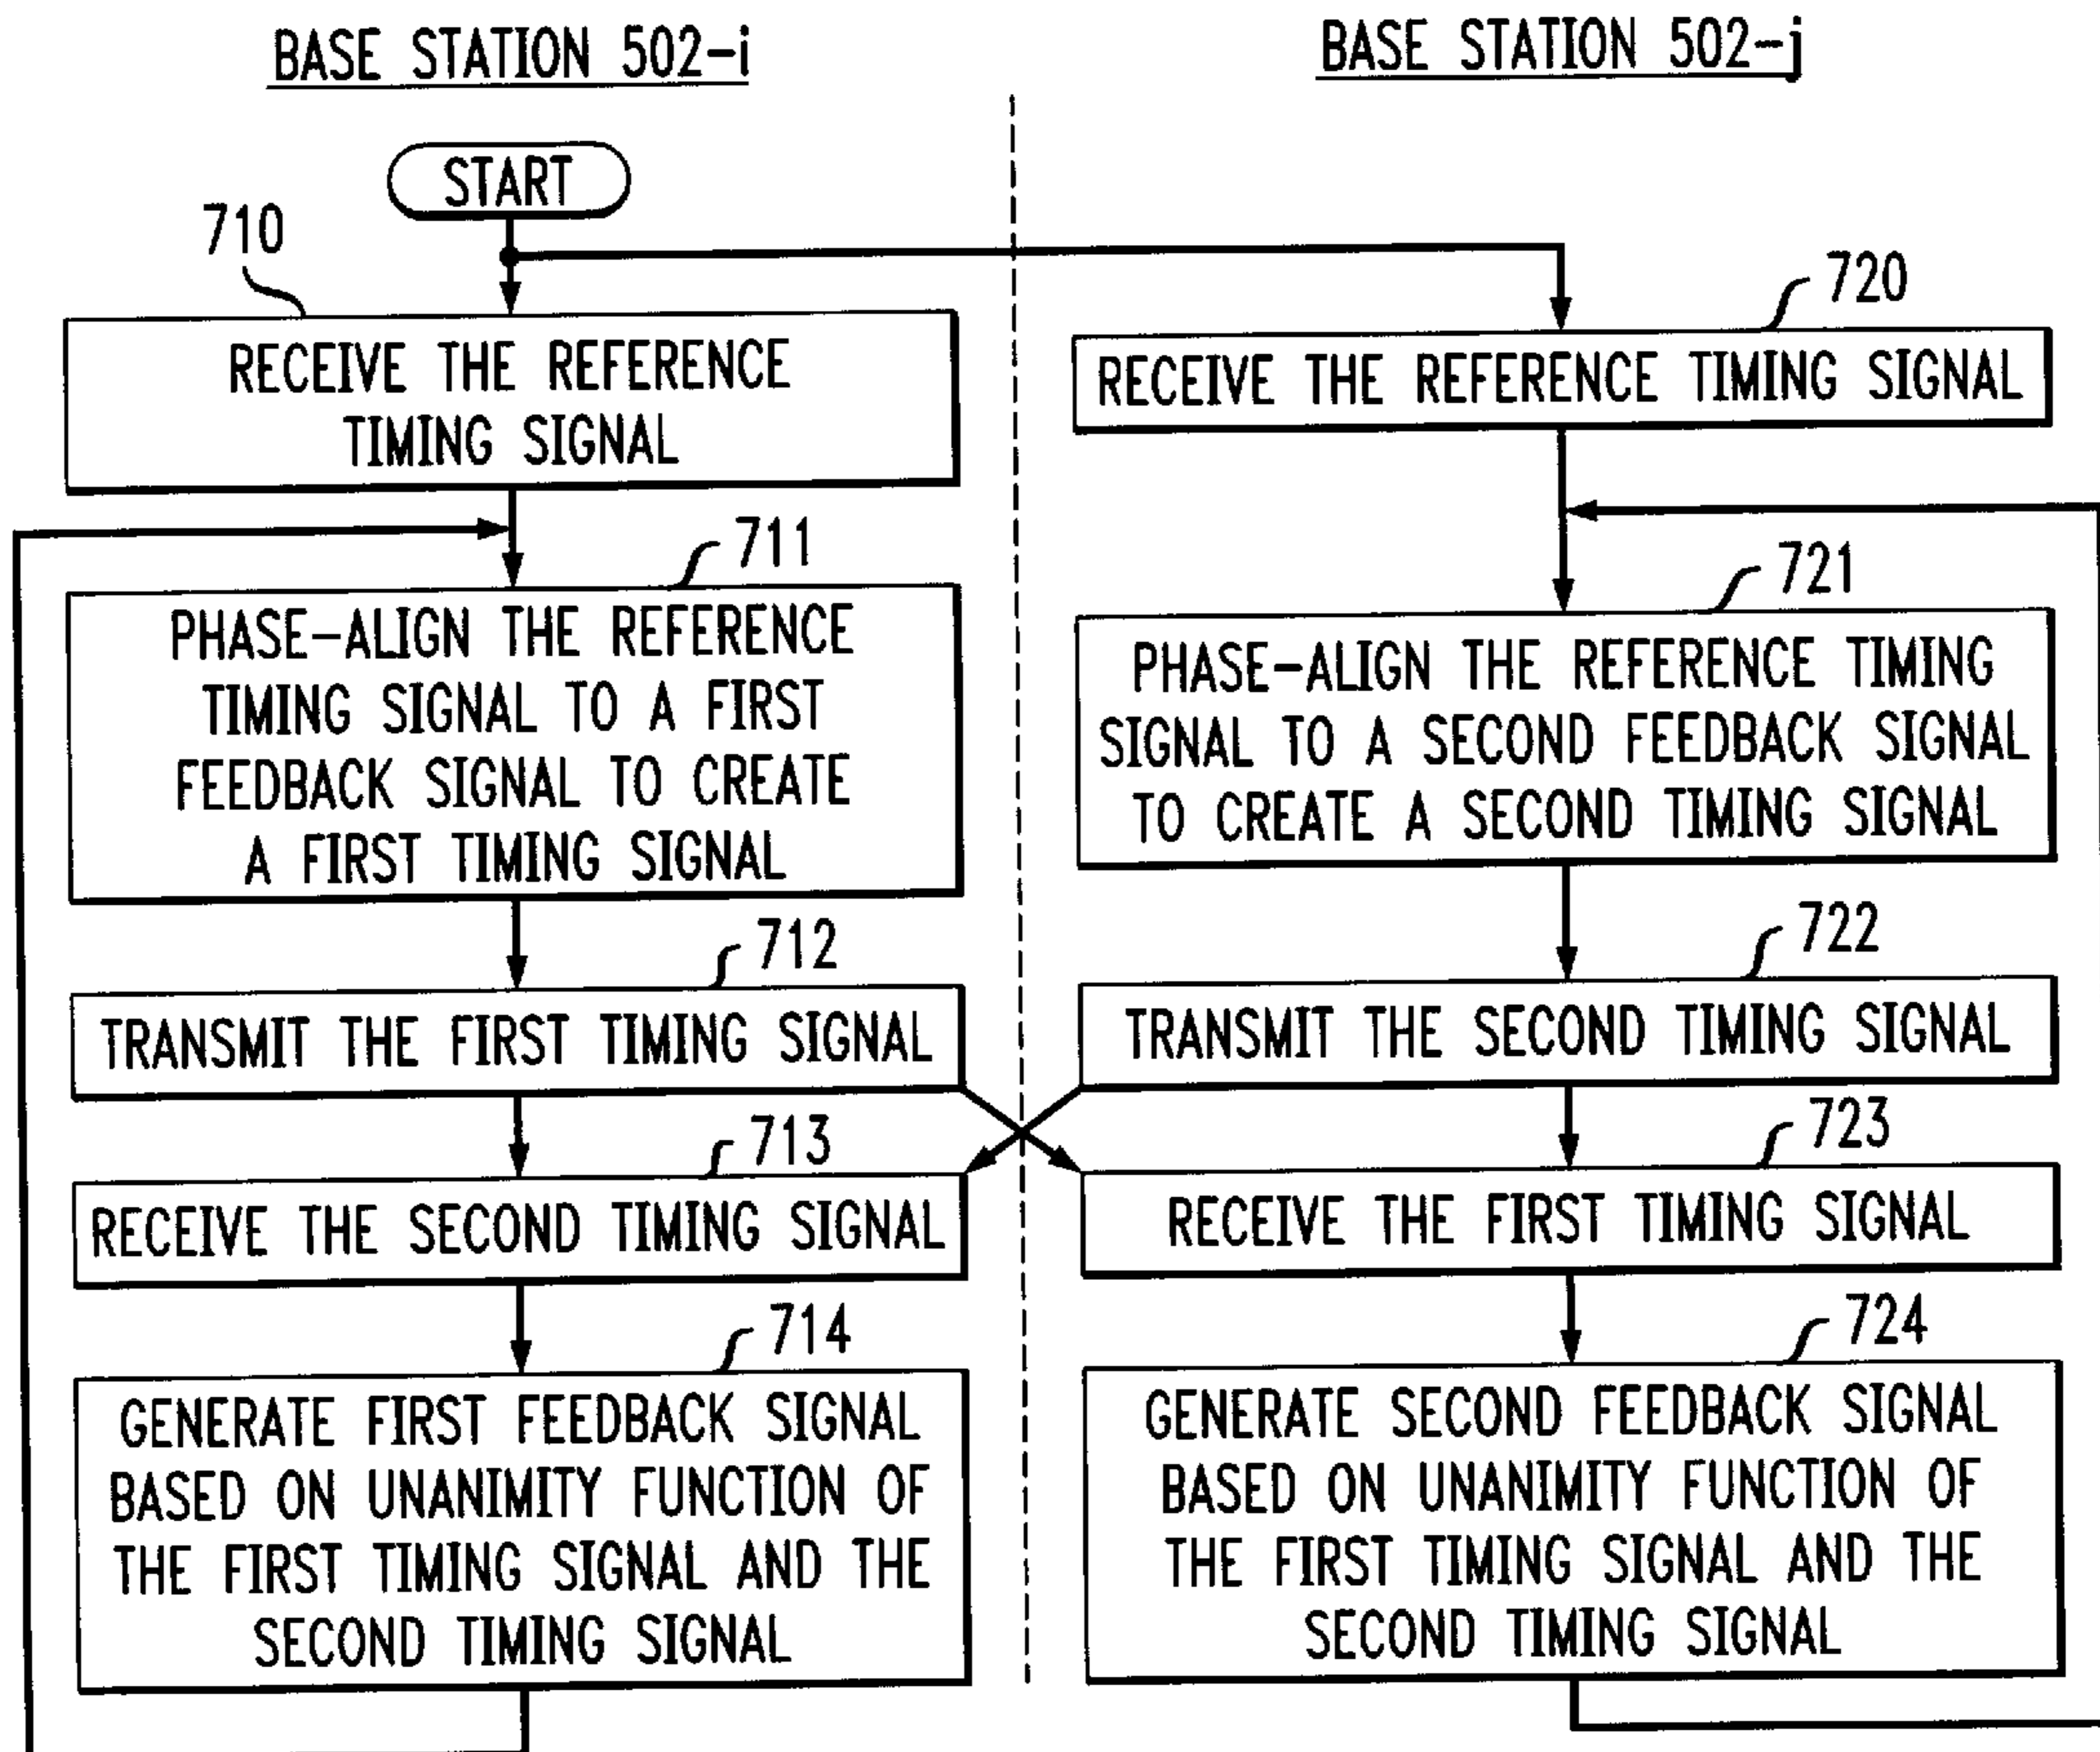 BASE STATION 502-i
START
710
RECEIVE THE REFERENCE
TIMING SIGNAL
711
PHASE-ALIGN THE REFERENCE
TIMING SIGNAL TO A FIRST
FEEDBACK SIGNAL TO CREATE
A FIRST TIMING SIGNAL
712
TRANSMIT THE FIRST TIMING SIGNAL
713
RECEIVE THE SECOND TIMING SIGNAL
714
GENERATE FIRST FEEDBACK SIGNAL
BASED ON UNANIMITY FUNCTION OF
THE FIRST TIMING SIGNAL AND THE
SECOND TIMING SIGNAL
BASE STATION 502-j
720
RECEIVE THE REFERENCE TIMING SIGNAL
721
PHASE-ALIGN THE REFERENCE TIMING
SIGNAL TO A SECOND FEEDBACK SIGNAL
TO CREATE A SECOND TIMING SIGNAL
722
TRANSMIT THE SECOND TIMING SIGNAL
723
RECEIVE THE FIRST TIMING SIGNAL
724
GENERATE SECOND FEEDBACK SIGNAL
BASED ON UNANIMITY FUNCTION OF
THE FIRST TIMING SIGNAL AND THE
SECOND TIMING SIGNAL